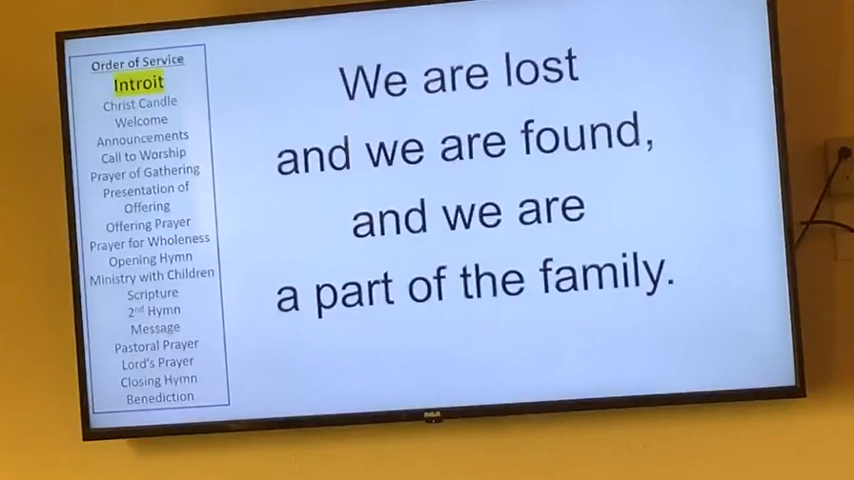 Order of Service
Introit
Christ Candle
Welcome
Announcements
Call to Worship
Prayer of Gathering
Presentation of
Offering
Offering Prayer
Prayer for Wholeness
Opening Hymn
Ministry with Children
Scripture
2nd Hymn
Message
Pastoral Prayer
Lord's Prayer
Closing Hymn
Benediction
We are lost
and we are found,
and we are
a part of the family.
RCA